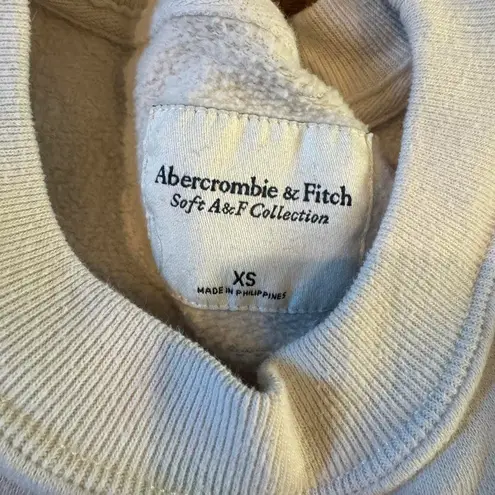 Abercrombie & Fitch
Soft A&F Collection
XS
MADE IN PHILIPPINES